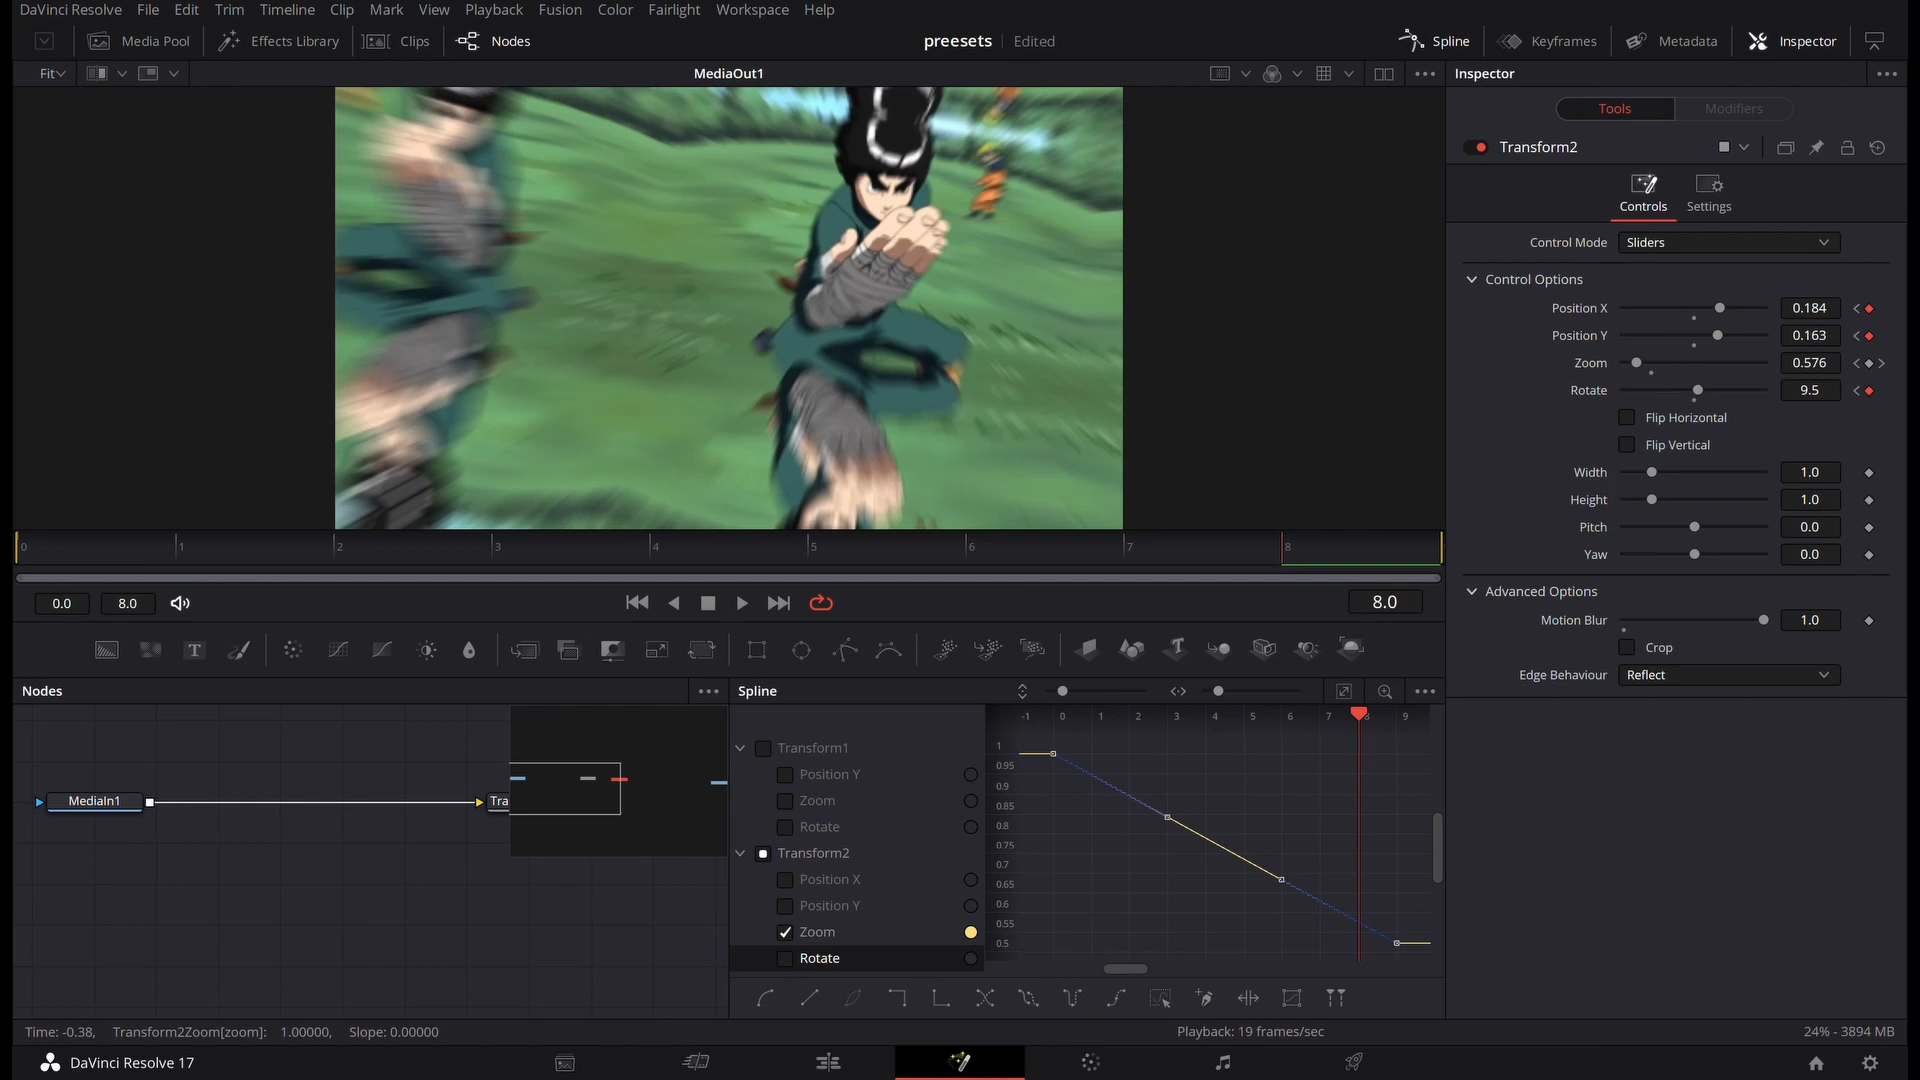 DaVinci Resolve File Edit Trim Timeline Clip Mark View Playback Fusion Color Fairlight Workspace Help
Media Pool Effects Library Clips Nodes preesets Edited Spline Keyframes Metadata Inspector
Fit MediaOut1 Inspector
Tools Modifiers
Transform2
Controls Settings
Control Mode Sliders
Control Options
Position X 0.184
Position Y 0.163
Zoom 0.576
Rotate 9.5
Flip Horizontal
Flip Vertical
Width 1.0
Height 1.0
Pitch 0.0
Yaw 0.0
Advanced Options
Motion Blur 1.0
Crop
Edge Behaviour Reflect
0 1 2 3 4 5 6 7 8
0.0 8.0 8.0
T T
Nodes
MediaIn1 Tra
Spline
-1 0 1 2 3 4 5 6 7 8 9
1
0.95
0.9
0.85
0.8
0.75
0.7
0.65
0.6
0.55
0.5
Transform1
Position Y
Zoom
Rotate
Transform2
Position X
Position Y
Zoom
Rotate
Time: -0.38, Transform2Zoom[zoom]: 1.00000, Slope: 0.00000 Playback: 19 frames/sec 24% - 3894 MB
DaVinci Resolve 17